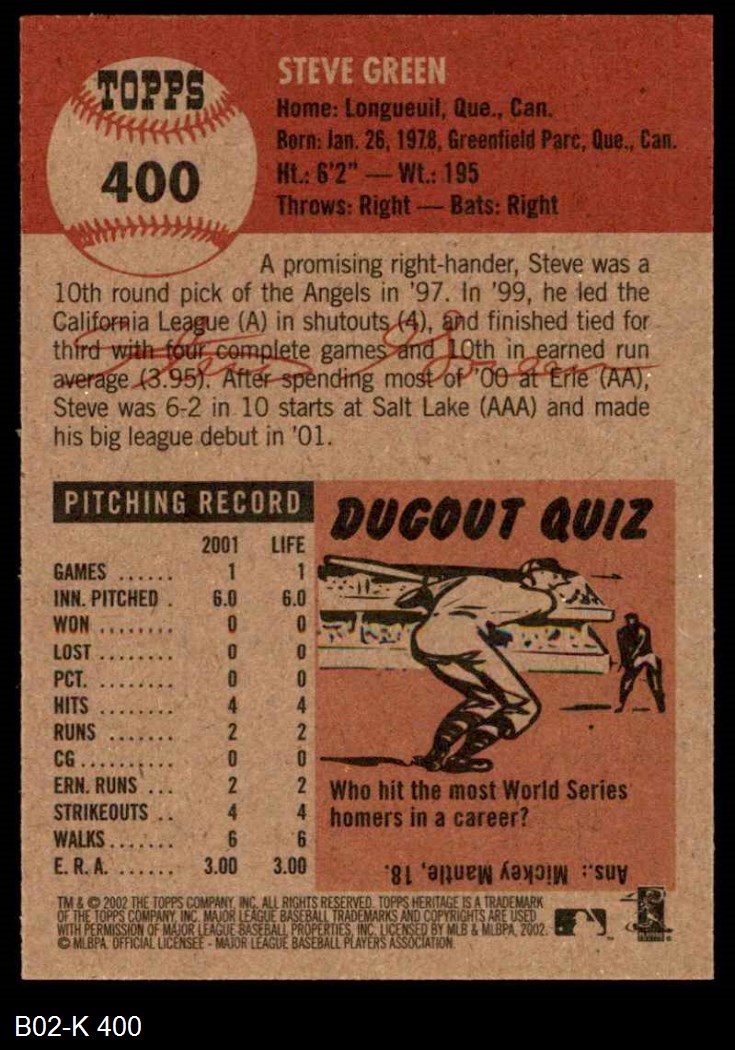 TOPPS
400
STEVE GREEN
Home: Longueuil, Que., Can.
Born: Jan. 26, 1978, Greenfield Parc, Que., Can.
Ht.: 6'2" — Wt.: 195
Throws: Right — Bats: Right
A promising right-hander, Steve was a
10th round pick of the Angels in '97. In '99, he led the
California League (A) in shutouts (4), and finished tied for
third with four complete games and 10th in earned run
average (3.95). After spending most of '00 at Erie (AA),
Steve was 6-2 in 10 starts at Salt Lake (AAA) and made
his big league debut in '01.
Steve Green
PITCHING RECORD
2001 LIFE
GAMES ...... 1 1
INN. PITCHED . 6.0 6.0
WON ........ 0 0
LOST ........ 0 0
PCT. ........ 0 0
HITS ........ 4 4
RUNS ....... 2 2
CG .......... 0 0
ERN. RUNS ... 2 2
STRIKEOUTS .. 4 4
WALKS ....... 6 6
E. R. A. ...... 3.00 3.00
DUGOUT QUIZ
Who hit the most World Series
homers in a career?
Ans.: Mickey Mantle, 18.
TM & © 2002 THE TOPPS COMPANY, INC. ALL RIGHTS RESERVED. TOPPS HERITAGE IS A TRADEMARK
OF THE TOPPS COMPANY, INC. MAJOR LEAGUE BASEBALL TRADEMARKS AND COPYRIGHTS ARE USED
WITH PERMISSION OF MAJOR LEAGUE BASEBALL PROPERTIES, INC. LICENSED BY MLB & MLBPA, 2002.
© MLBPA. OFFICIAL LICENSEE - MAJOR LEAGUE BASEBALL PLAYERS ASSOCIATION.
B02-K 400